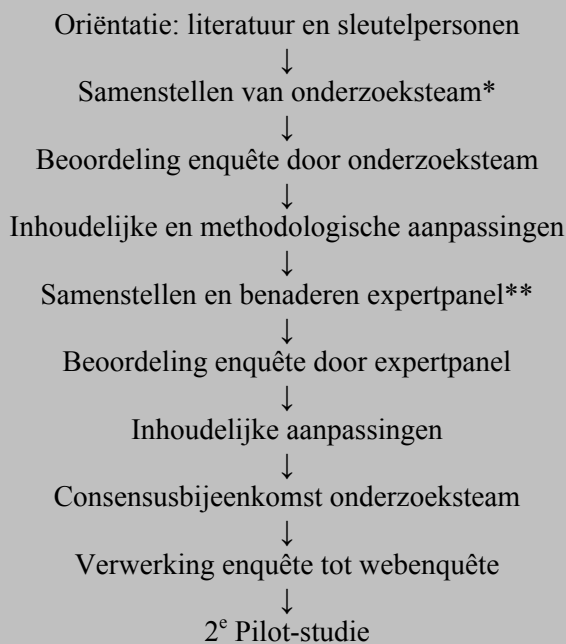 Oriëntatie: literatuur en sleutelpersonen
↓
Samenstellen van onderzoeksteam*
↓
Beoordeling enquête door onderzoeksteam
↓
Inhoudelijke en methodologische aanpassingen
↓
Samenstellen en benaderen expertpanel**
↓
Beoordeling enquête door expertpanel
↓
Inhoudelijke aanpassingen
↓
Consensusbijeenkomst onderzoeksteam
↓
Verwerking enquête tot webenquête
↓
2e Pilot-studie